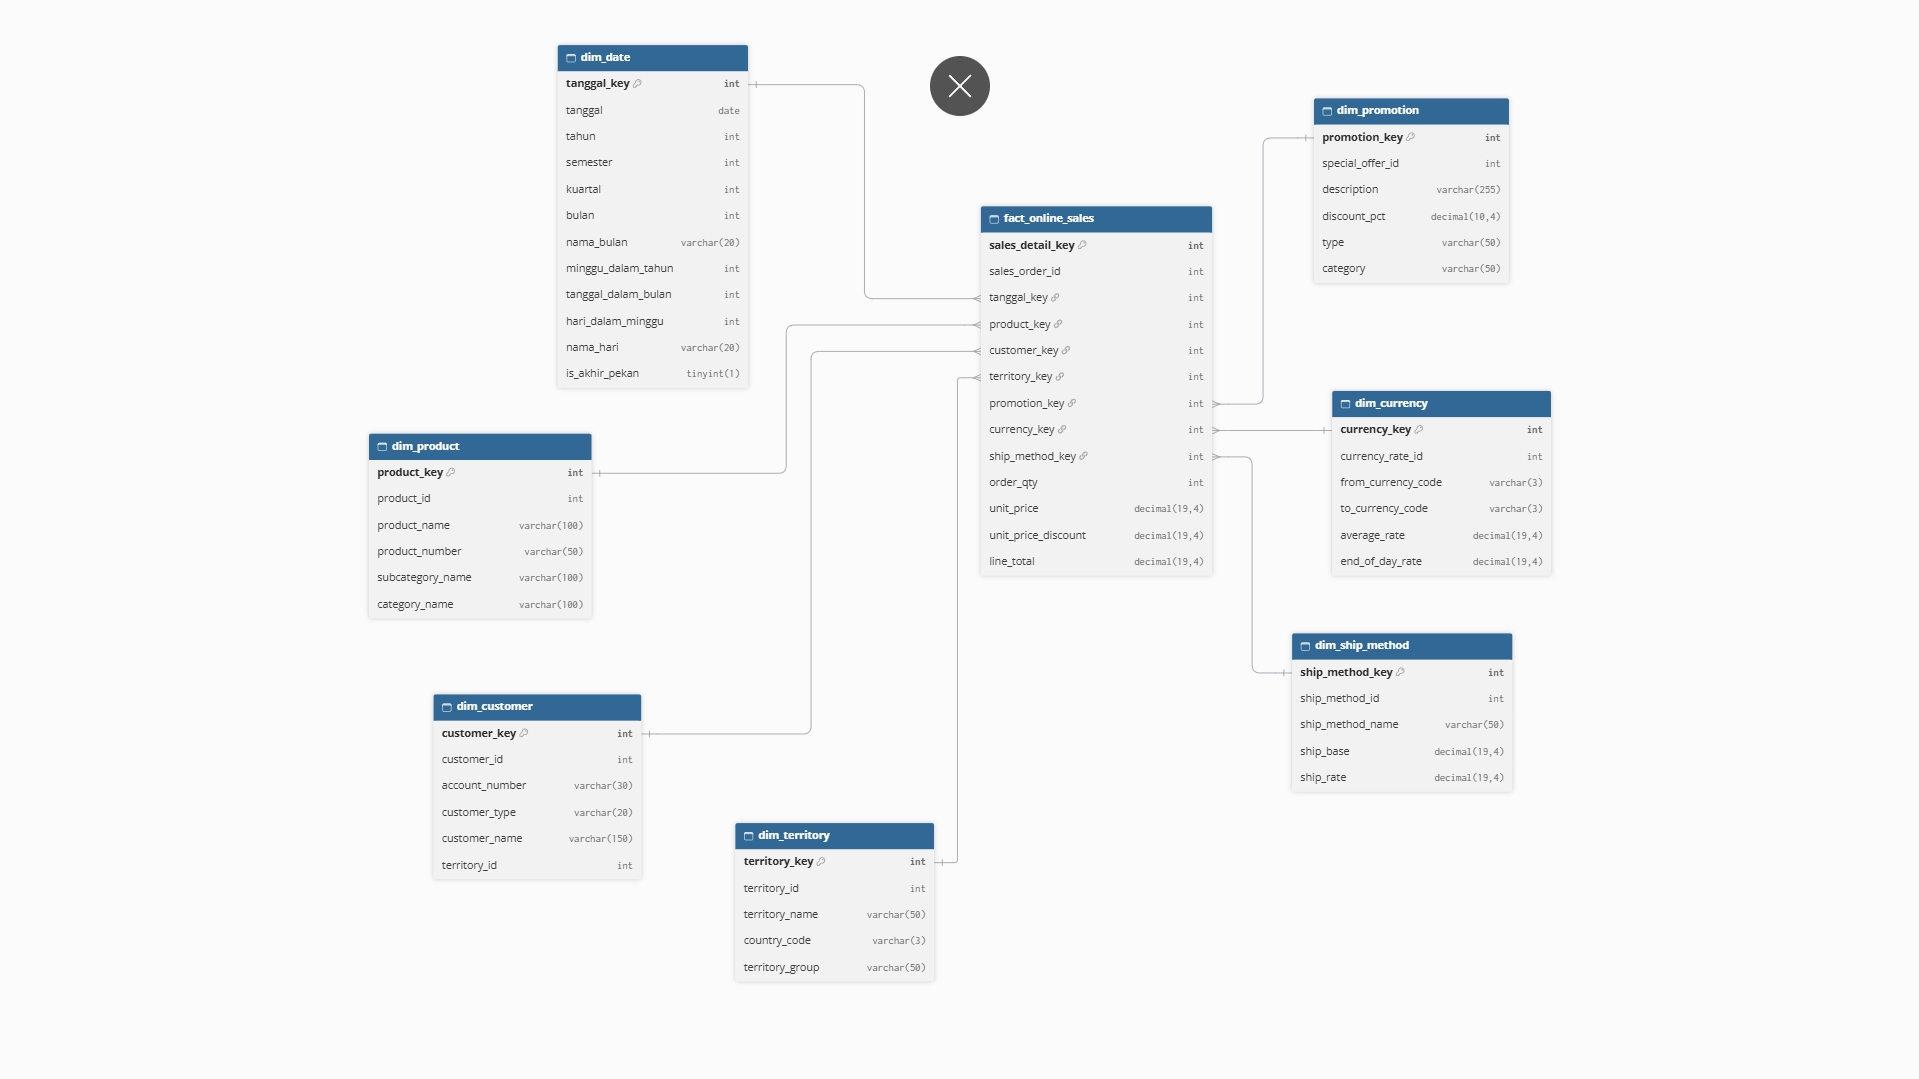 dim_date
tanggal_key int
tanggal date
tahun int
semester int
kuartal int
bulan int
nama_bulan varchar(20)
minggu_dalam_tahun int
tanggal_dalam_bulan int
hari_dalam_minggu int
nama_hari varchar(20)
is_akhir_pekan tinyint(1)
dim_product
product_key int
product_id int
product_name varchar(100)
product_number varchar(50)
subcategory_name varchar(100)
category_name varchar(100)
dim_customer
customer_key int
customer_id int
account_number varchar(30)
customer_type varchar(20)
customer_name varchar(150)
territory_id int
dim_territory
territory_key int
territory_id int
territory_name varchar(50)
country_code varchar(3)
territory_group varchar(50)
fact_online_sales
sales_detail_key int
sales_order_id int
tanggal_key int
product_key int
customer_key int
territory_key int
promotion_key int
currency_key int
ship_method_key int
order_qty int
unit_price decimal(19,4)
unit_price_discount decimal(19,4)
line_total decimal(19,4)
dim_promotion
promotion_key int
special_offer_id int
description varchar(255)
discount_pct decimal(10,4)
type varchar(50)
category varchar(50)
dim_currency
currency_key int
currency_rate_id int
from_currency_code varchar(3)
to_currency_code varchar(3)
average_rate decimal(19,4)
end_of_day_rate decimal(19,4)
dim_ship_method
ship_method_key int
ship_method_id int
ship_method_name varchar(50)
ship_base decimal(19,4)
ship_rate decimal(19,4)